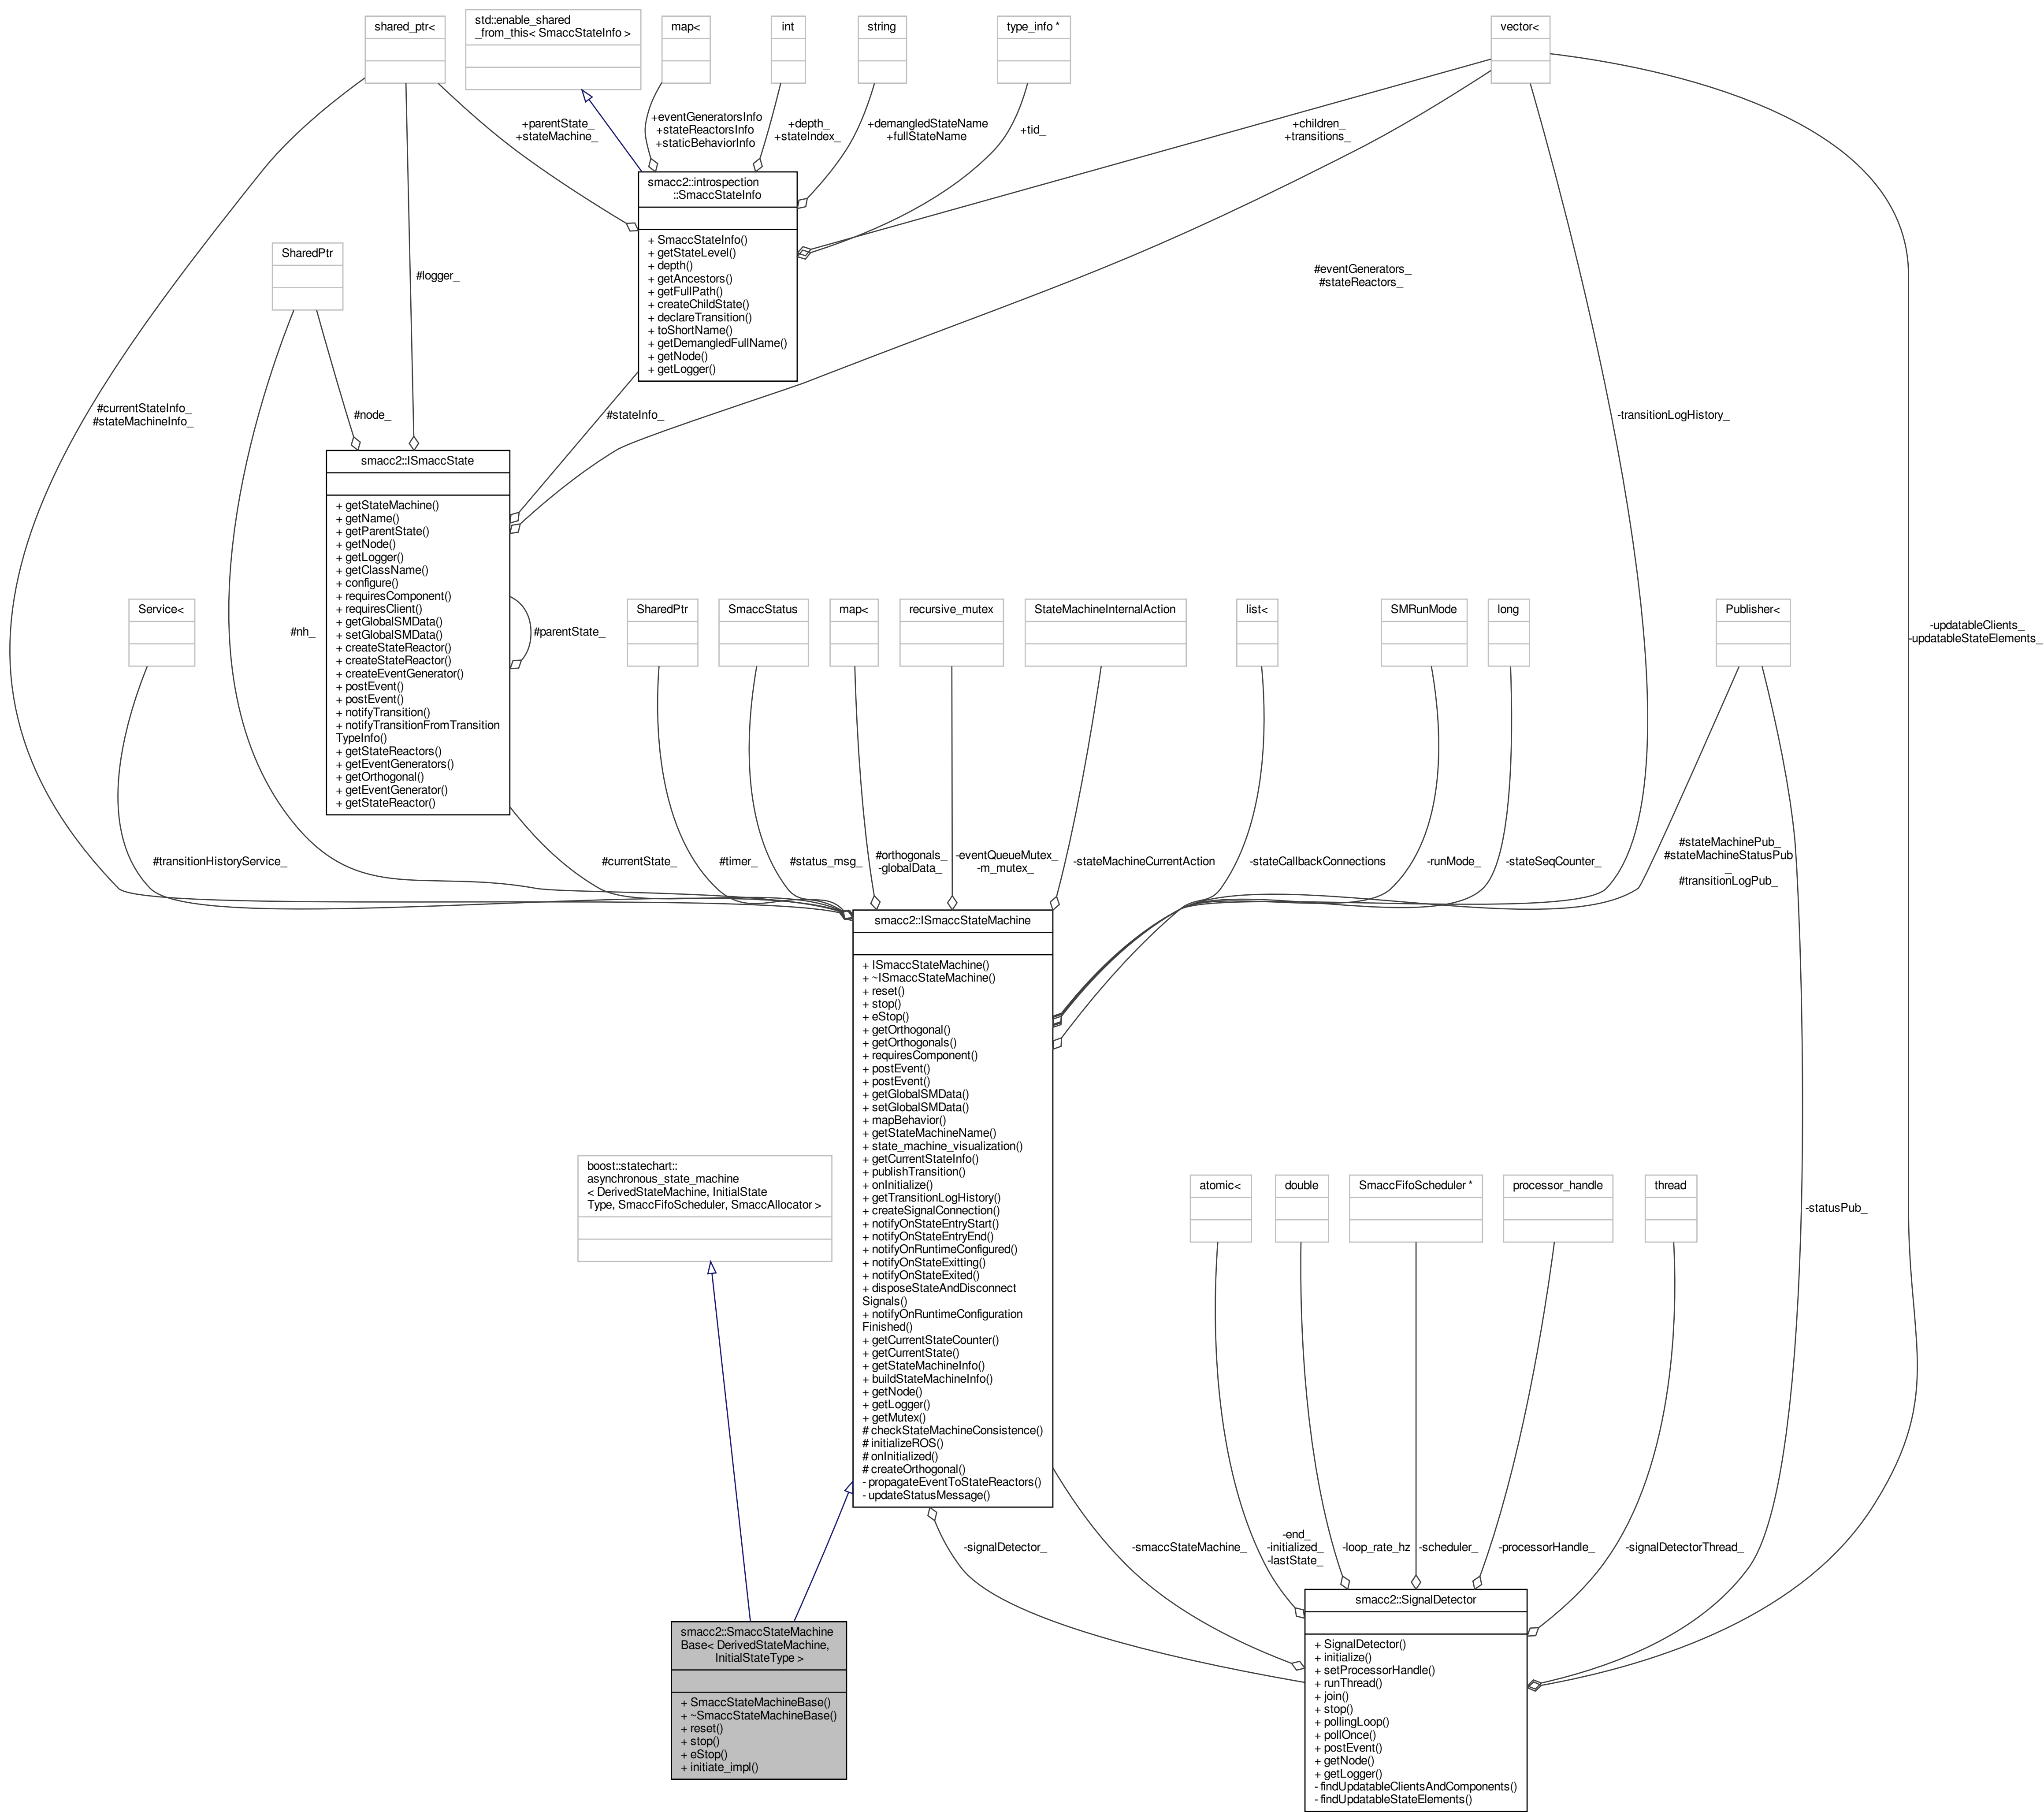 shared_ptr<
std::enable_shared
_from_this< SmaccStateInfo >
map<
int
string
type_info *
vector<
+parentState_
+stateMachine_
+eventGeneratorsInfo
+stateReactorsInfo
+staticBehaviorInfo
+depth_
+stateIndex_
+demangledStateName
+fullStateName
+tid_
+children_
+transitions_
smacc2::introspection
::SmaccStateInfo
+ SmaccStateInfo()
+ getStateLevel()
+ depth()
+ getAncestors()
+ getFullPath()
+ createChildState()
+ declareTransition()
+ toShortName()
+ getDemangledFullName()
+ getNode()
+ getLogger()
SharedPtr
#logger_
#eventGenerators_
#stateReactors_
#currentStateInfo_
#stateMachineInfo_
#node_
#stateInfo_
-transitionLogHistory_
smacc2::ISmaccState
+ getStateMachine()
+ getName()
+ getParentState()
+ getNode()
+ getLogger()
+ getClassName()
+ configure()
+ requiresComponent()
+ requiresClient()
+ getGlobalSMData()
+ setGlobalSMData()
+ createStateReactor()
+ createStateReactor()
+ createEventGenerator()
+ postEvent()
+ postEvent()
+ notifyTransition()
+ notifyTransitionFromTransition
TypeInfo()
+ getStateReactors()
+ getEventGenerators()
+ getOrthogonal()
+ getEventGenerator()
+ getStateReactor()
Service<
#nh_
#parentState_
SharedPtr
SmaccStatus
map<
recursive_mutex
StateMachineInternalAction
list<
SMRunMode
long
Publisher<
-updatableClients_
-updatableStateElements_
#transitionHistoryService_
#currentState_
#timer_
#status_msg_
#orthogonals_
-globalData_
-eventQueueMutex_
-m_mutex_
-stateMachineCurrentAction
-stateCallbackConnections
-runMode_
-stateSeqCounter_
#stateMachinePub_
#stateMachineStatusPub
_
#transitionLogPub_
smacc2::ISmaccStateMachine
+ ISmaccStateMachine()
+ ~ISmaccStateMachine()
+ reset()
+ stop()
+ eStop()
+ getOrthogonal()
+ getOrthogonals()
+ requiresComponent()
+ postEvent()
+ postEvent()
+ getGlobalSMData()
+ setGlobalSMData()
+ mapBehavior()
+ getStateMachineName()
+ state_machine_visualization()
+ getCurrentStateInfo()
+ publishTransition()
+ onInitialize()
+ getTransitionLogHistory()
+ createSignalConnection()
+ notifyOnStateEntryStart()
+ notifyOnStateEntryEnd()
+ notifyOnRuntimeConfigured()
+ notifyOnStateExitting()
+ notifyOnStateExited()
+ disposeStateAndDisconnect
Signals()
+ notifyOnRuntimeConfiguration
Finished()
+ getCurrentStateCounter()
+ getCurrentState()
+ getStateMachineInfo()
+ buildStateMachineInfo()
+ getNode()
+ getLogger()
+ getMutex()
# checkStateMachineConsistence()
# initializeROS()
# onInitialized()
# createOrthogonal()
- propagateEventToStateReactors()
- updateStatusMessage()
boost::statechart::
asynchronous_state_machine
< DerivedStateMachine, InitialState
Type, SmaccFifoScheduler, SmaccAllocator >
atomic<
double
SmaccFifoScheduler *
processor_handle
thread
-statusPub_
-signalDetector_
-smaccStateMachine_
-end_
-initialized_
-lastState_
-loop_rate_hz
-scheduler_
-processorHandle_
-signalDetectorThread_
smacc2::SmaccStateMachine
Base< DerivedStateMachine,
InitialStateType >
+ SmaccStateMachineBase()
+ ~SmaccStateMachineBase()
+ reset()
+ stop()
+ eStop()
+ initiate_impl()
smacc2::SignalDetector
+ SignalDetector()
+ initialize()
+ setProcessorHandle()
+ runThread()
+ join()
+ stop()
+ pollingLoop()
+ pollOnce()
+ postEvent()
+ getNode()
+ getLogger()
- findUpdatableClientsAndComponents()
- findUpdatableStateElements()